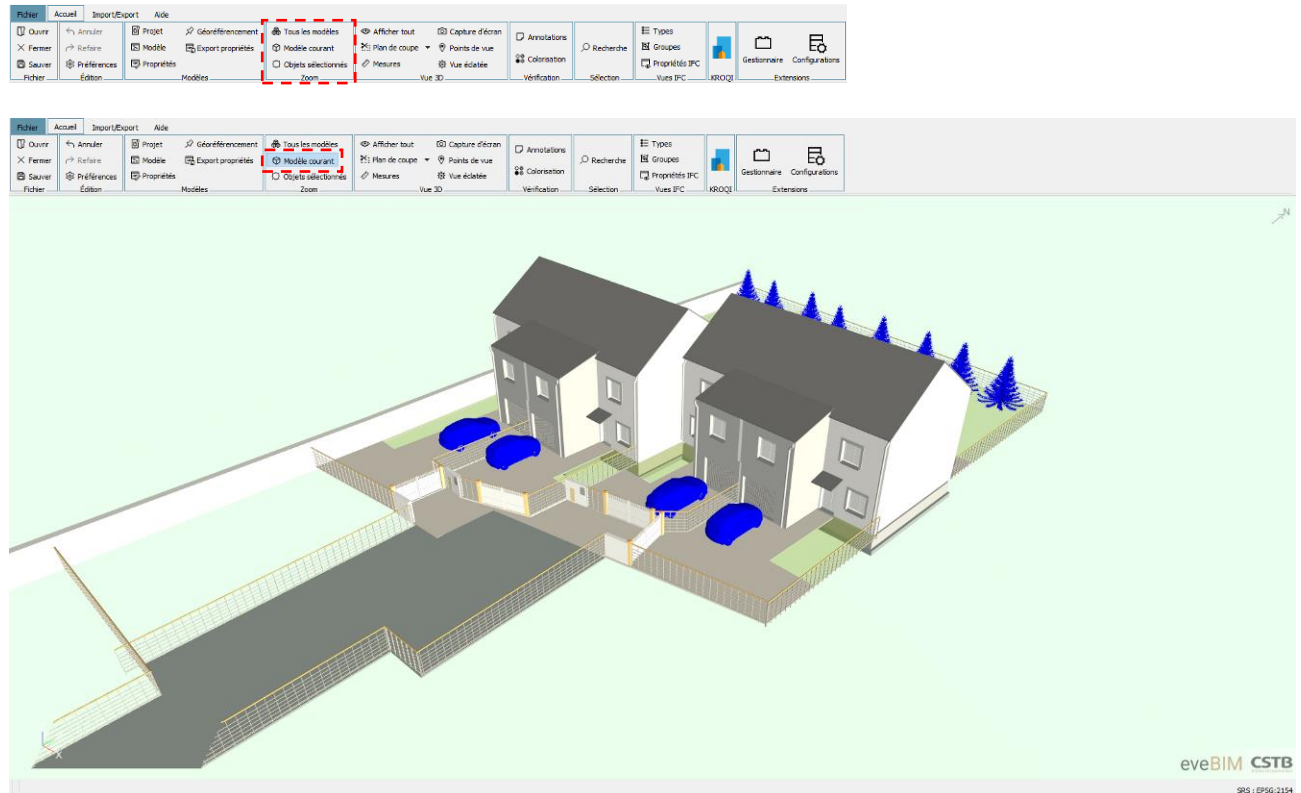 Fichier Accueil Import/Export Aide
Ouvrir Annuler Projet Géoréférencement Tous les modèles Afficher tout Capture d'écran Annotations Recherche Types
Fermer Refaire Modèle Export propriétés Modèle courant Plan de coupe Points de vue Colorisation Groupes Gestionnaire Configurations
Sauver Préférences Propriétés Objets sélectionnés Mesures Vue éclatée Propriétés IFC
Fichier Édition Modèles Zoom Vue 3D Vérification Sélection Vues IFC KROQI Extensions
Fichier Accueil Import/Export Aide
Ouvrir Annuler Projet Géoréférencement Tous les modèles Afficher tout Capture d'écran Annotations Recherche Types
Fermer Refaire Modèle Export propriétés Modèle courant Plan de coupe Points de vue Colorisation Groupes Gestionnaire Configurations
Sauver Préférences Propriétés Objets sélectionnés Mesures Vue éclatée Propriétés IFC
Fichier Édition Modèles Zoom Vue 3D Vérification Sélection Vues IFC KROQI Extensions
N
X
eveBIM CSTB
SRS : EPSG:2154